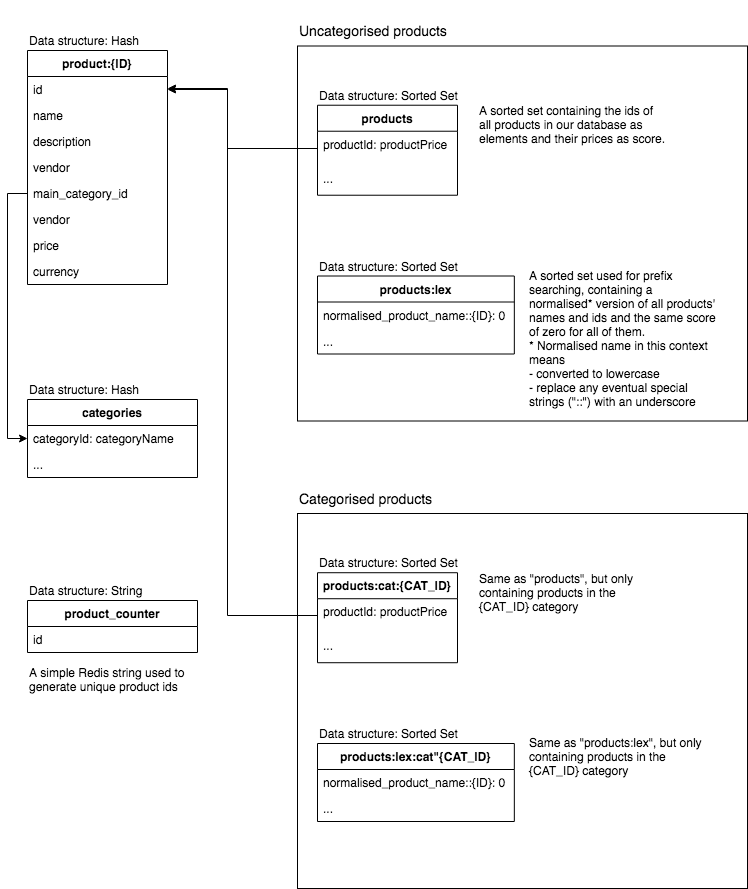 Data structure: Hash
product:{ID}
id
name
description
vendor
main_category_id
vendor
price
currency
Data structure: Hash
categories
categoryId: categoryName
...
Data structure: String
product_counter
id
A simple Redis string used to
generate unique product ids
Uncategorised products
Data structure: Sorted Set
products
productId: productPrice
...
A sorted set containing the ids of
all products in our database as
elements and their prices as score.
Data structure: Sorted Set
products:lex
normalised_product_name::{ID}: 0
...
A sorted set used for prefix
searching, containing a
normalised* version of all products'
names and ids and the same score
of zero for all of them.
* Normalised name in this context
means
- converted to lowercase
- replace any eventual special
strings ("::") with an underscore
Categorised products
Data structure: Sorted Set
products:cat:{CAT_ID}
productId: productPrice
...
Same as "products", but only
containing products in the
{CAT_ID} category
Data structure: Sorted Set
products:lex:cat"{CAT_ID}
normalised_product_name::{ID}: 0
...
Same as "products:lex", but only
containing products in the
{CAT_ID} category